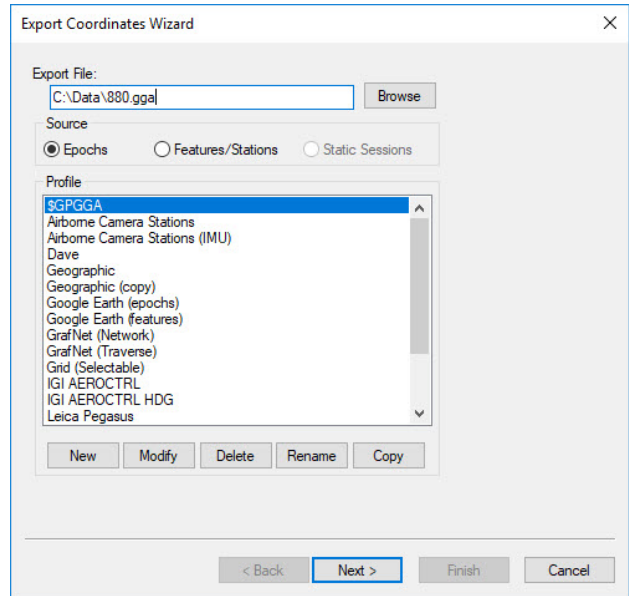 Export Coordinates Wizard
Export File:
C:\Data\880.gga
Browse
Source
Epochs Features/Stations Static Sessions
Profile
$GPGGA
Airborne Camera Stations
Airborne Camera Stations (IMU)
Dave
Geographic
Geographic (copy)
Google Earth (epochs)
Google Earth (features)
GrafNet (Network)
GrafNet (Traverse)
Grid (Selectable)
IGI AEROCTRL
IGI AEROCTRL HDG
Leica Pegasus
New Modify Delete Rename Copy
< Back Next > Finish Cancel